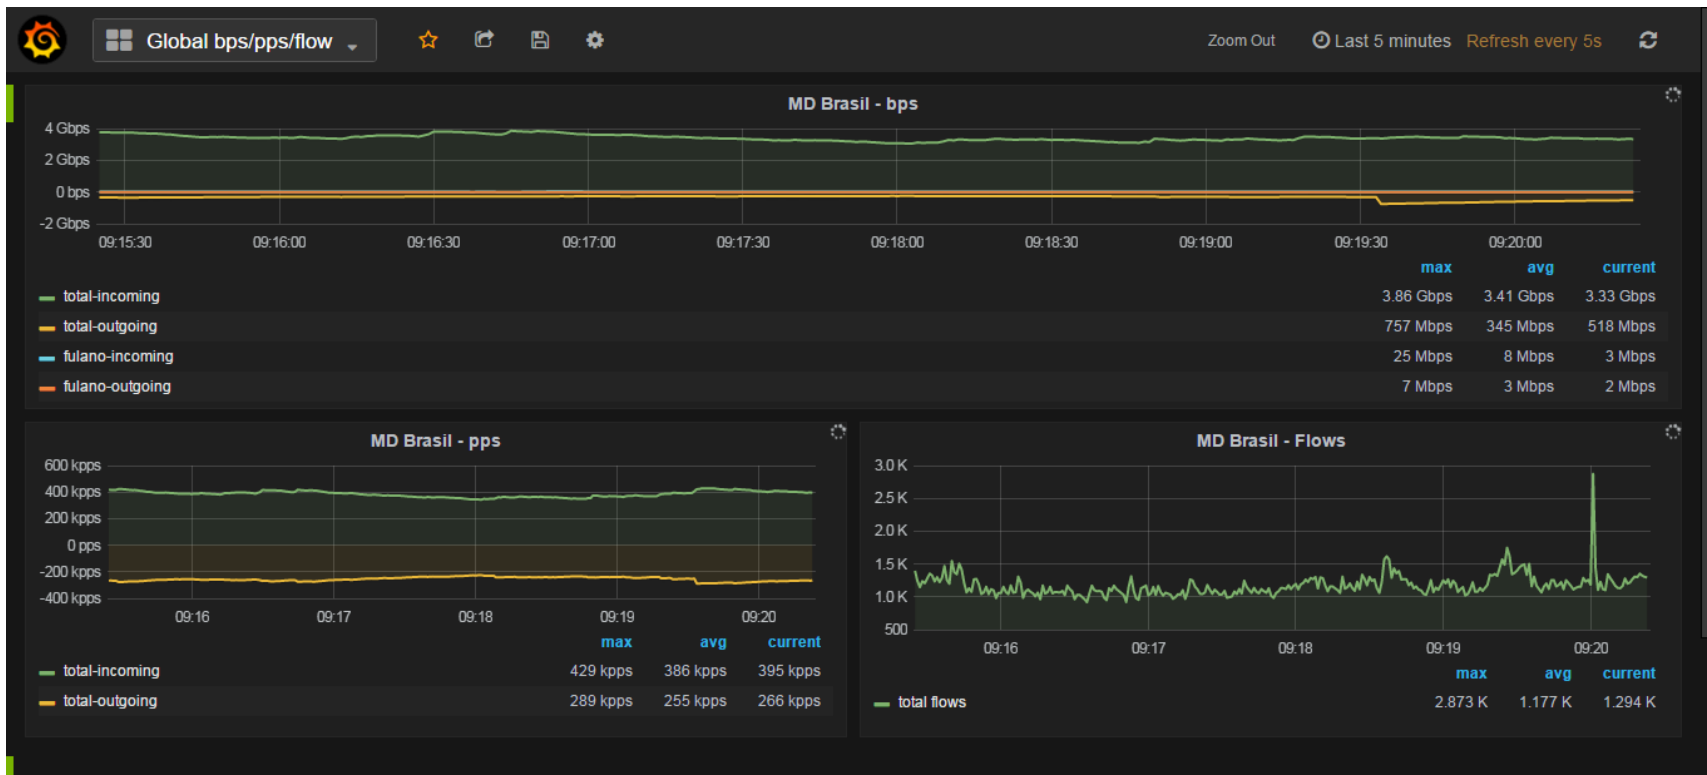 Global bps/pps/flow
Zoom Out Last 5 minutes Refresh every 5s
MD Brasil - bps
4 Gbps
2 Gbps
0 bps
-2 Gbps
09:15:30 09:16:00 09:16:30 09:17:00 09:17:30 09:18:00 09:18:30 09:19:00 09:19:30 09:20:00
max avg current
total-incoming 3.86 Gbps 3.41 Gbps 3.33 Gbps
total-outgoing 757 Mbps 345 Mbps 518 Mbps
fulano-incoming 25 Mbps 8 Mbps 3 Mbps
fulano-outgoing 7 Mbps 3 Mbps 2 Mbps
MD Brasil - pps
600 kpps
400 kpps
200 kpps
0 pps
-200 kpps
-400 kpps
09:16 09:17 09:18 09:19 09:20
max avg current
total-incoming 429 kpps 386 kpps 395 kpps
total-outgoing 289 kpps 255 kpps 266 kpps
MD Brasil - Flows
3.0 K
2.5 K
2.0 K
1.5 K
1.0 K
500
09:16 09:17 09:18 09:19 09:20
max avg current
total flows 2.873 K 1.177 K 1.294 K